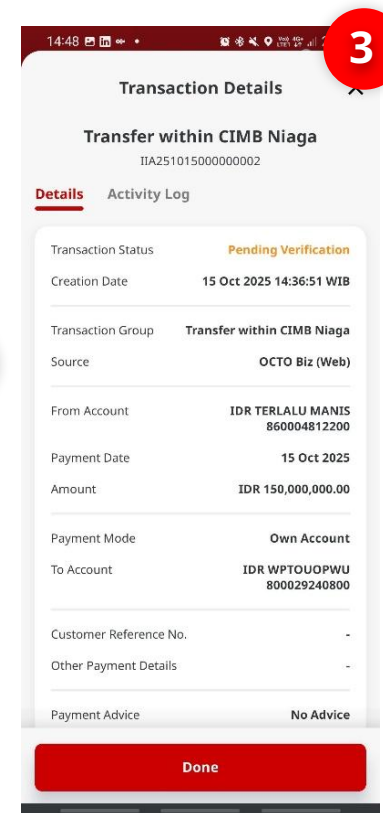 14:48
3
Transaction Details
Transfer within CIMB Niaga
IIA251015000000002
Details Activity Log
Transaction Status Pending Verification
Creation Date 15 Oct 2025 14:36:51 WIB
Transaction Group Transfer within CIMB Niaga
Source OCTO Biz (Web)
From Account IDR TERLALU MANIS
860004812200
Payment Date 15 Oct 2025
Amount IDR 150,000,000.00
Payment Mode Own Account
To Account IDR WPTOUOPWU
800029240800
Customer Reference No. -
Other Payment Details -
Payment Advice No Advice
Done